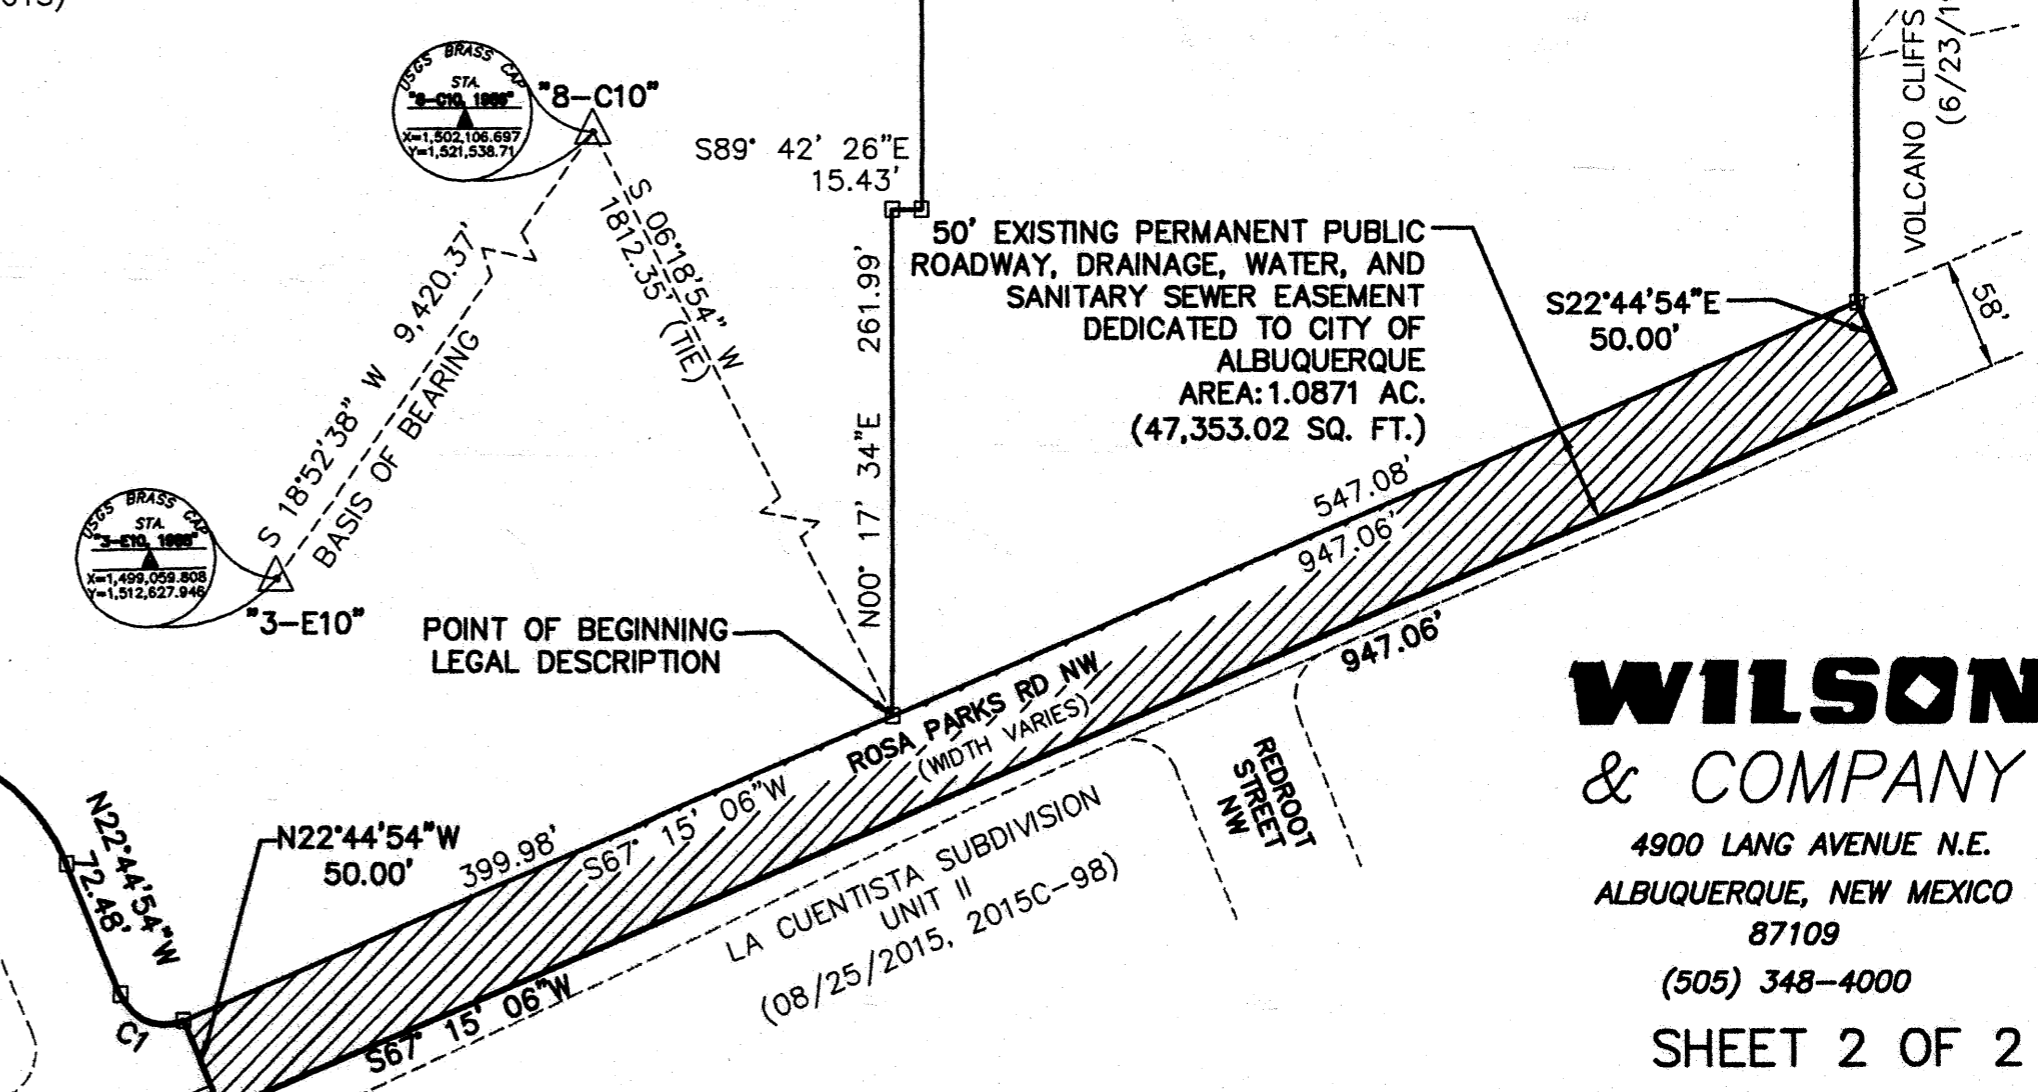 USGS BRASS CAP
STA.
"8-C10, 1988"
X=1,502,106.697
Y=1,521,538.71
"8-C10"
S89° 42' 26"E
15.43'
S 18°52'38" W 9,420.37'
BASIS OF BEARING
S 06°18'54" W
1812.35' (TIE)
N00° 17' 34"E 261.99'
50' EXISTING PERMANENT PUBLIC
ROADWAY, DRAINAGE, WATER, AND
SANITARY SEWER EASEMENT
DEDICATED TO CITY OF
ALBUQUERQUE
AREA:1.0871 AC.
(47,353.02 SQ. FT.)
VOLCANO CLIFFS
(6/23/1
S22°44'54"E
50.00'
58'
USGS BRASS CAP
STA.
X=1,499,059.808
Y=1,512,627.946
"3-E10"
POINT OF BEGINNING
LEGAL DESCRIPTION
547.08'
947.06'
947.06'
ROSA PARKS RD NW
(WIDTH VARIES)
REDROOT
STREET
NW
N22°44'54"W
72.48'
C1
N22°44'54"W
50.00'
399.98'
S67° 15' 06"W
S67° 15' 06"W
LA CUENTISTA SUBDIVISION
UNIT II
(08/25/2015, 2015C-98)
WILSON
& COMPANY
4900 LANG AVENUE N.E.
ALBUQUERQUE, NEW MEXICO
87109
(505) 348-4000
SHEET 2 OF 2